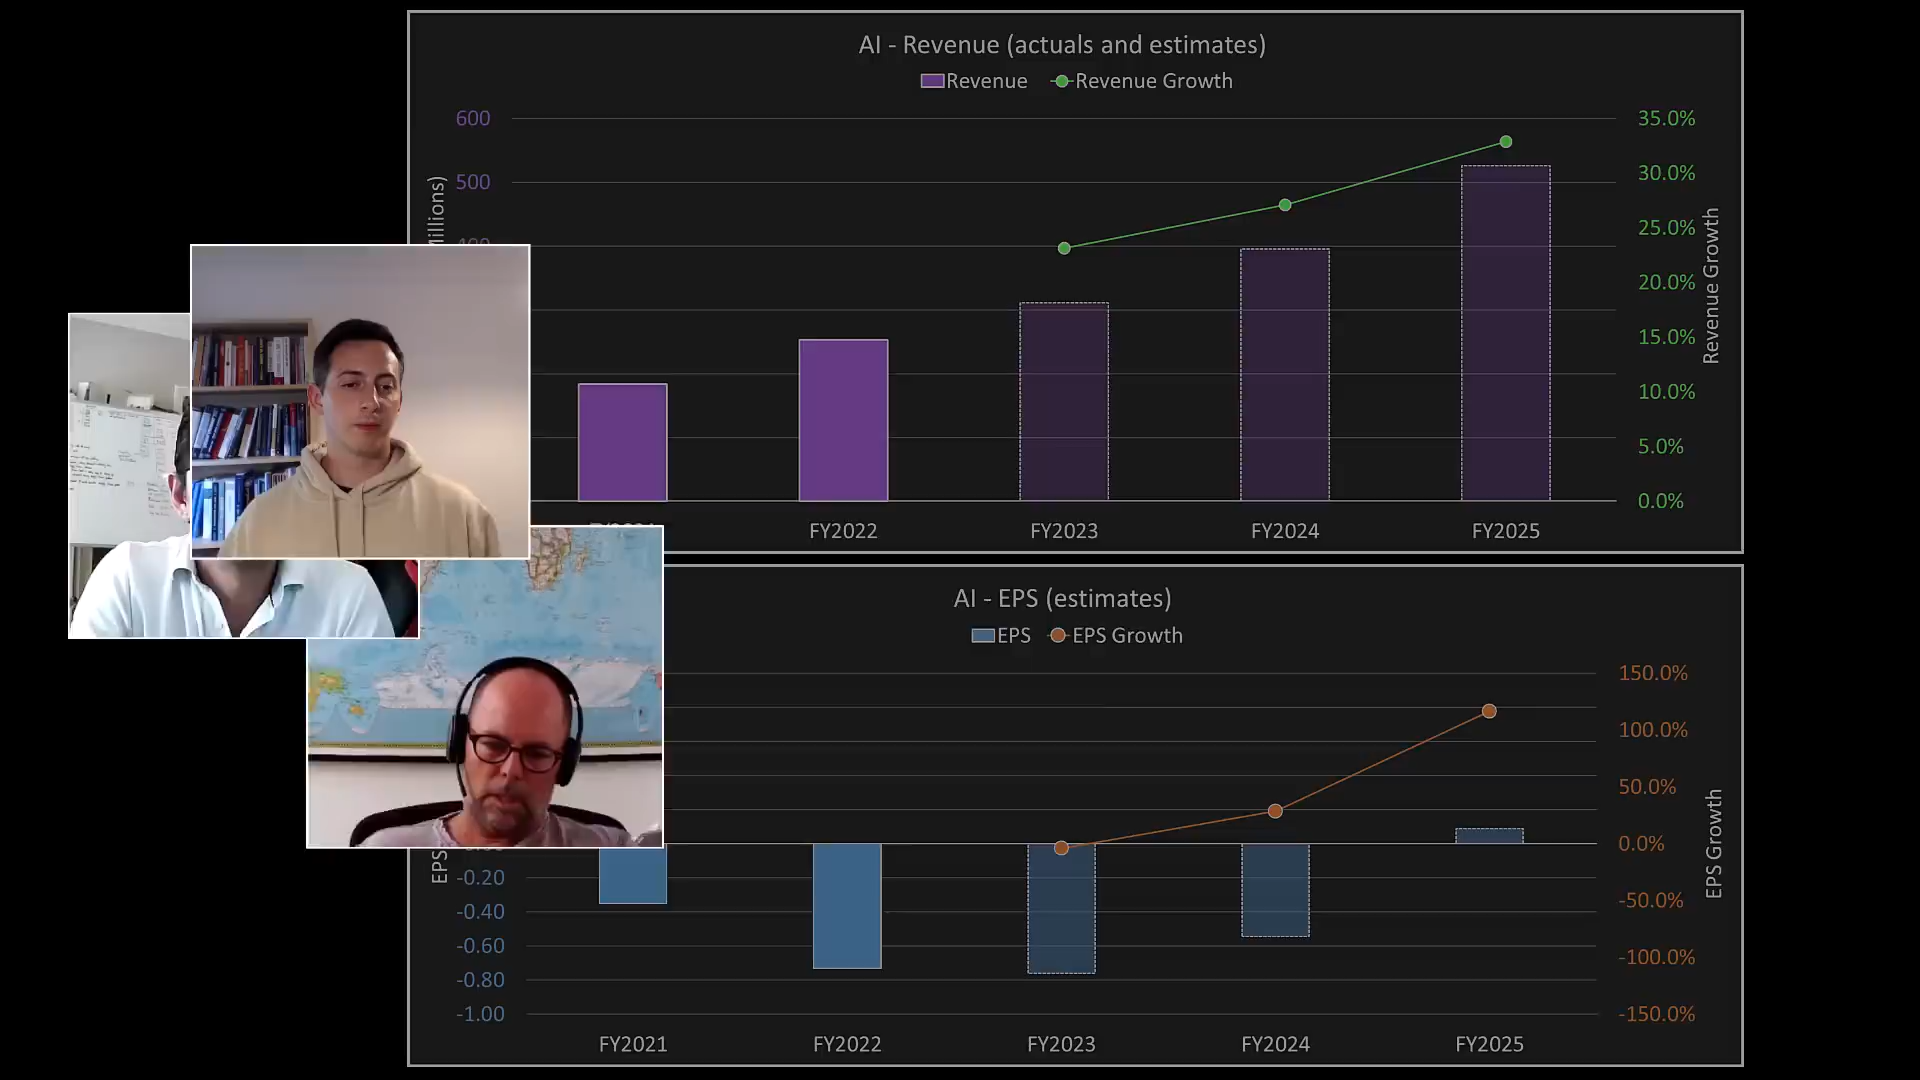 AI - Revenue (actuals and estimates)
Revenue Revenue Growth
600
500
35.0%
30.0%
25.0%
20.0%
15.0%
10.0%
5.0%
0.0%
Revenue Growth
FY2022 FY2023 FY2024 FY2025
AI - EPS (estimates)
EPS EPS Growth
150.0%
100.0%
50.0%
0.0%
-50.0%
-100.0%
-150.0%
EPS Growth
EPS
-0.20
-0.40
-0.60
-0.80
-1.00
FY2021 FY2022 FY2023 FY2024 FY2025